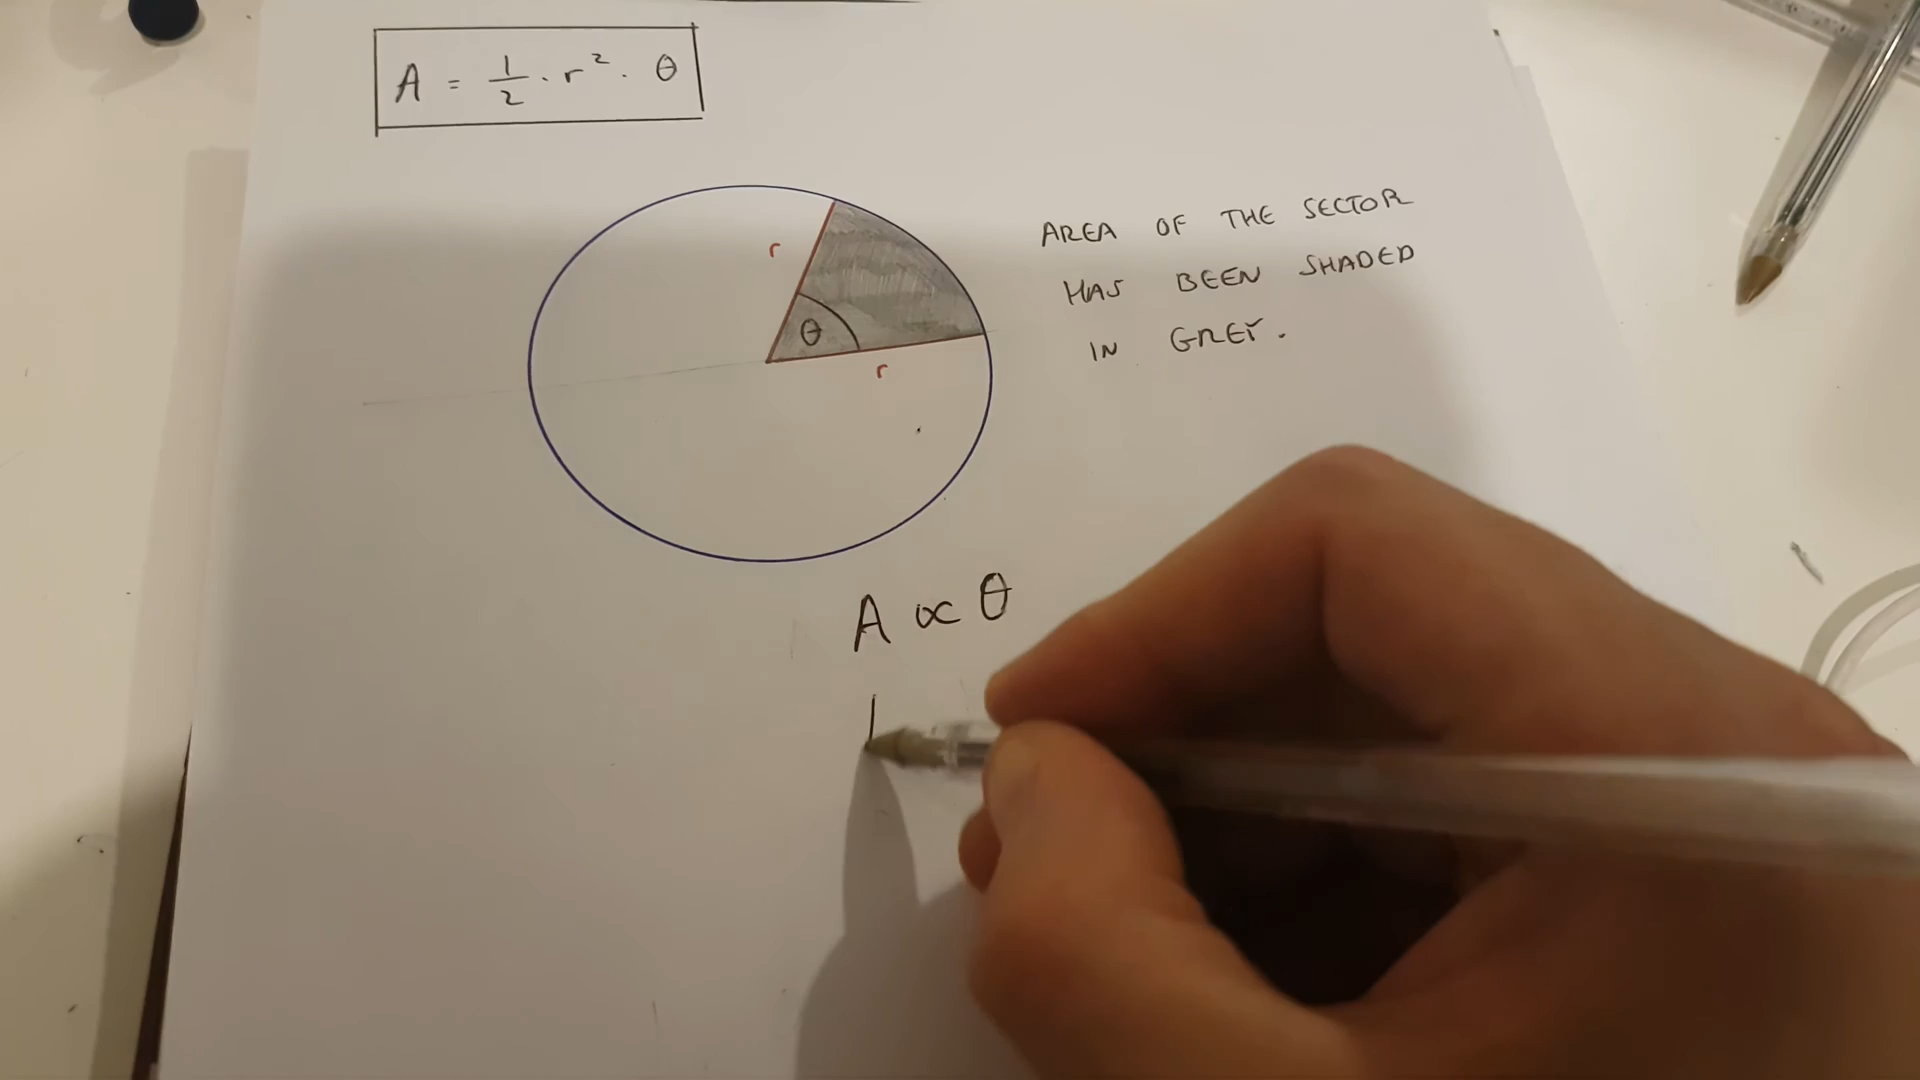 A = 1/2 · r² · θ
r
θ
r
AREA OF THE SECTOR
HAS BEEN SHADED
IN GREY.
A ∝ θ